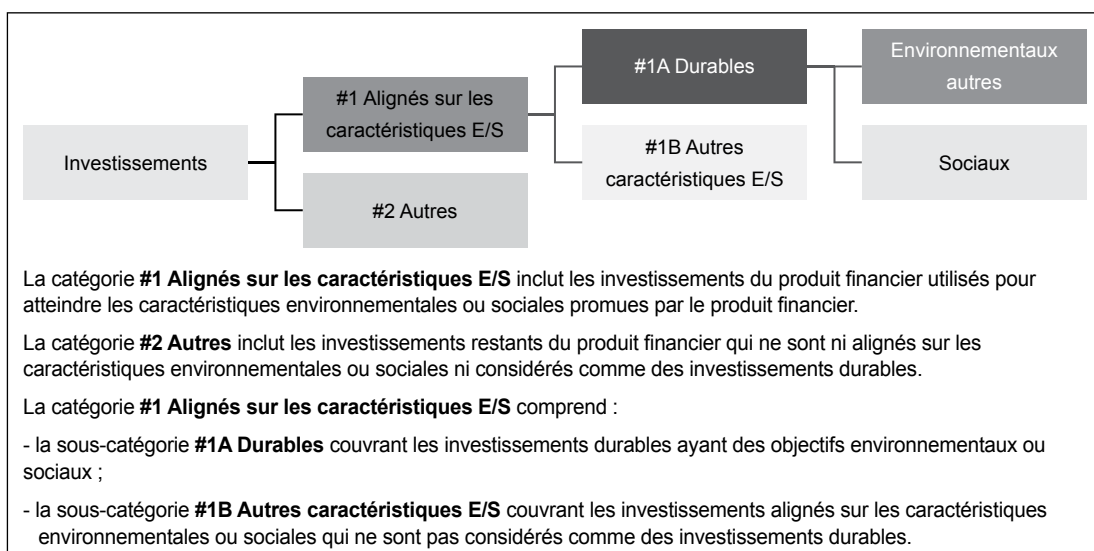 Investissements
#1 Alignés sur les
caractéristiques E/S
#2 Autres
#1A Durables
#1B Autres
caractéristiques E/S
Environnementaux
autres
Sociaux
La catégorie #1 Alignés sur les caractéristiques E/S inclut les investissements du produit financier utilisés pour
atteindre les caractéristiques environnementales ou sociales promues par le produit financier.
La catégorie #2 Autres inclut les investissements restants du produit financier qui ne sont ni alignés sur les
caractéristiques environnementales ou sociales ni considérés comme des investissements durables.
La catégorie #1 Alignés sur les caractéristiques E/S comprend :
- la sous-catégorie #1A Durables couvrant les investissements durables ayant des objectifs environnementaux ou
sociaux ;
- la sous-catégorie #1B Autres caractéristiques E/S couvrant les investissements alignés sur les caractéristiques
environnementales ou sociales qui ne sont pas considérés comme des investissements durables.